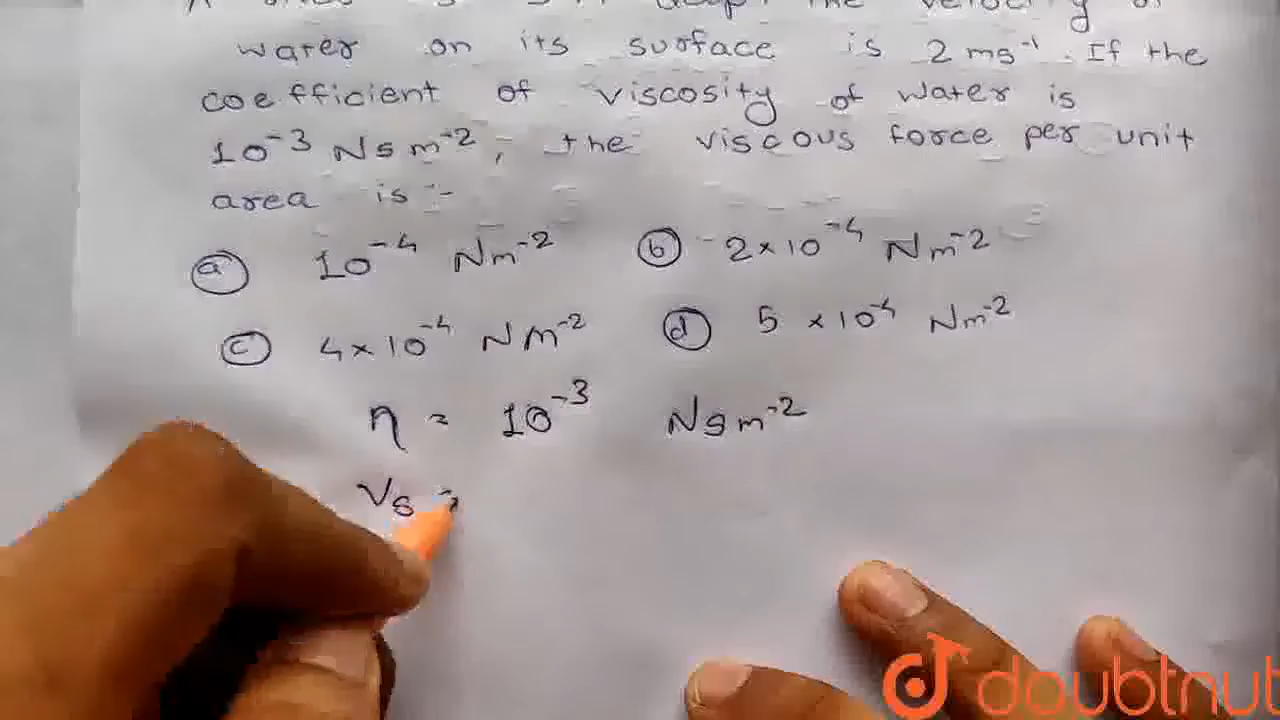 water on its surface is 2 ms⁻¹. If the
coefficient of viscosity of water is
10⁻³ Nsm⁻², the viscous force per unit
area is :-
(a) 10⁻⁴ Nm⁻² (b) 2×10⁻⁴ Nm⁻²
(c) 4×10⁻⁴ Nm⁻² (d) 5×10⁻⁴ Nm⁻²
η = 10⁻³ Nsm⁻²
Vs =
doubtnut